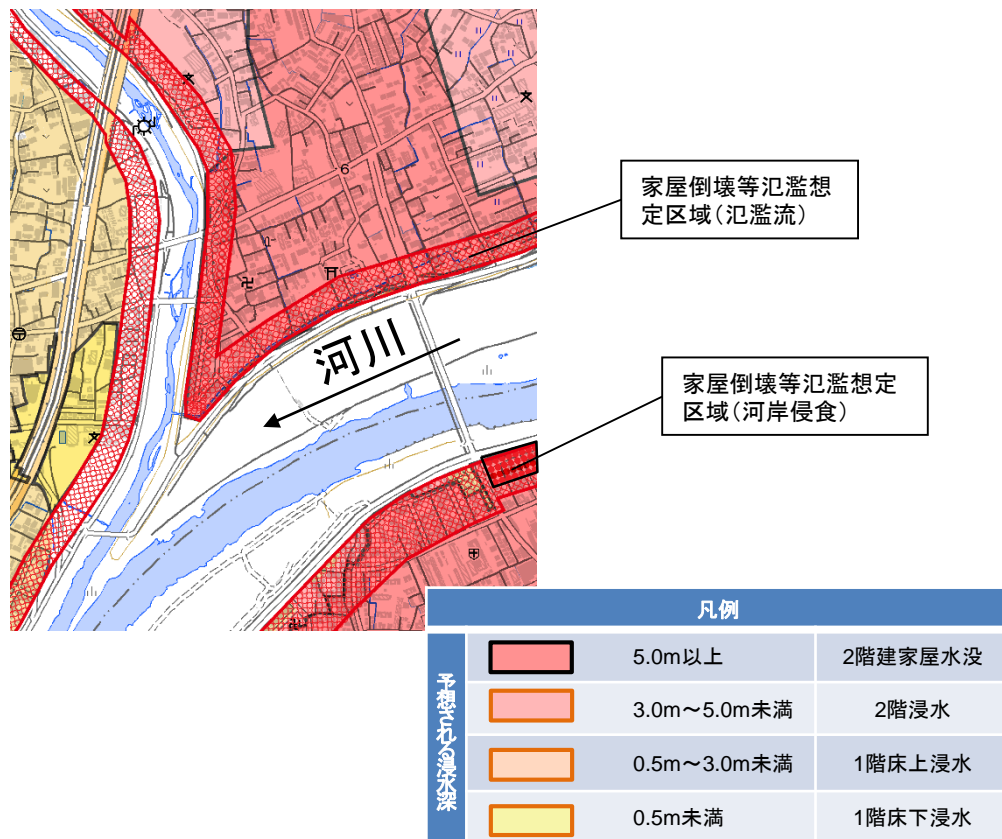 家屋倒壊等氾濫想
定区域(氾濫流)
河川
家屋倒壊等氾濫想定
区域(河岸侵食)
6
凡例
予想される浸水深
5.0m以上 2階建家屋水没
3.0m～5.0m未満 2階浸水
0.5m～3.0m未満 1階床上浸水
0.5m未満 1階床下浸水